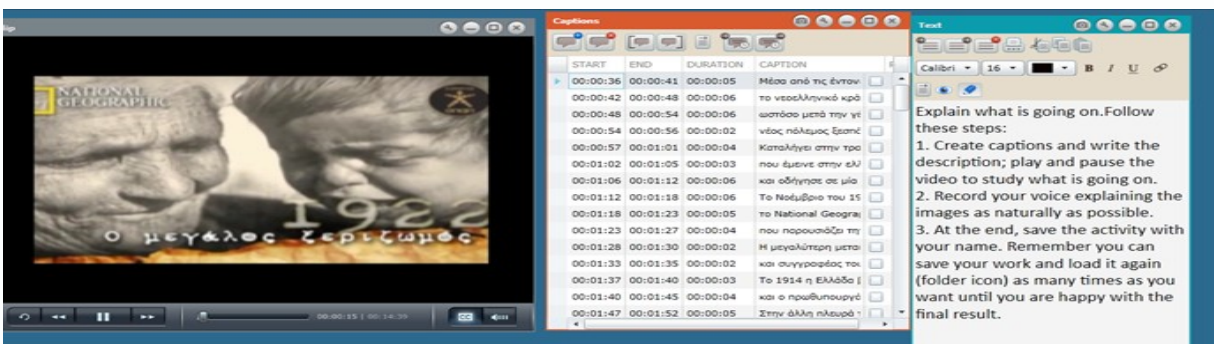 lip
NATIONAL
GEOGRAPHIC
1922
Ο μεγάλος ξεριζωμός
00:00:15 | 00:14:39
CC
Captions
START END DURATION CAPTION
00:00:36 00:00:41 00:00:05 Μέσα από τις έντον
00:00:42 00:00:48 00:00:06 το νεοελληνικό κρά
00:00:48 00:00:54 00:00:06 ωστόσο μετά την γε
00:00:54 00:00:56 00:00:02 νέος πόλεμος ξεσπά
00:00:57 00:01:01 00:00:04 Καταλήγει στην τρα
00:01:02 00:01:05 00:00:03 που έμεινε στην ελλ
00:01:06 00:01:12 00:00:06 και οδήγησε σε μία
00:01:12 00:01:18 00:00:06 Το Νοέμβριο του 19
00:01:18 00:01:23 00:00:05 το National Geograp
00:01:23 00:01:27 00:00:04 που παρουσιάζει τη
00:01:28 00:01:30 00:00:02 Η μεγαλύτερη μετα
00:01:33 00:01:35 00:00:02 και συγγραφέας του
00:01:37 00:01:40 00:00:03 Το 1914 η Ελλάδα β
00:01:40 00:01:45 00:00:04 και ο πρωθυπουργό
00:01:47 00:01:52 00:00:05 Στην άλλη πλευρά τ
Text
Calibri 16 B I U
Explain what is going on.Follow
these steps:
1. Create captions and write the
description; play and pause the
video to study what is going on.
2. Record your voice explaining the
images as naturally as possible.
3. At the end, save the activity with
your name. Remember you can
save your work and load it again
(folder icon) as many times as you
want until you are happy with the
final result.